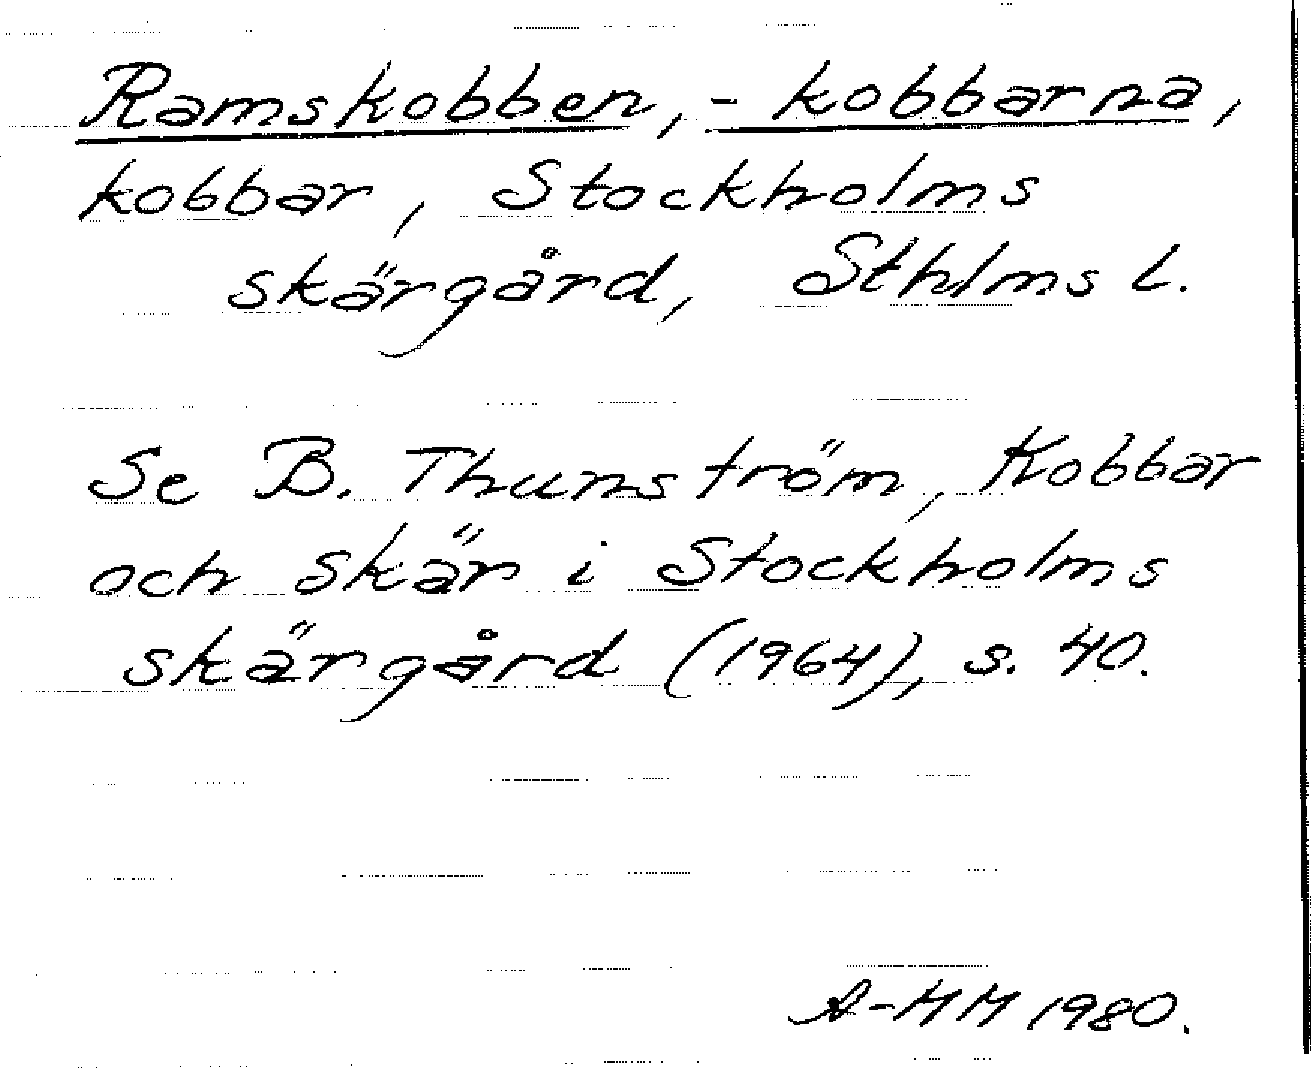 Ramskobben, -kobbarna,
kobbar, Stockholms
skärgård, Sthlms l.
Se B. Thunström, Kobbar
och skär i Stockholms
skärgård (1964), s. 40.
A-MM 1980.